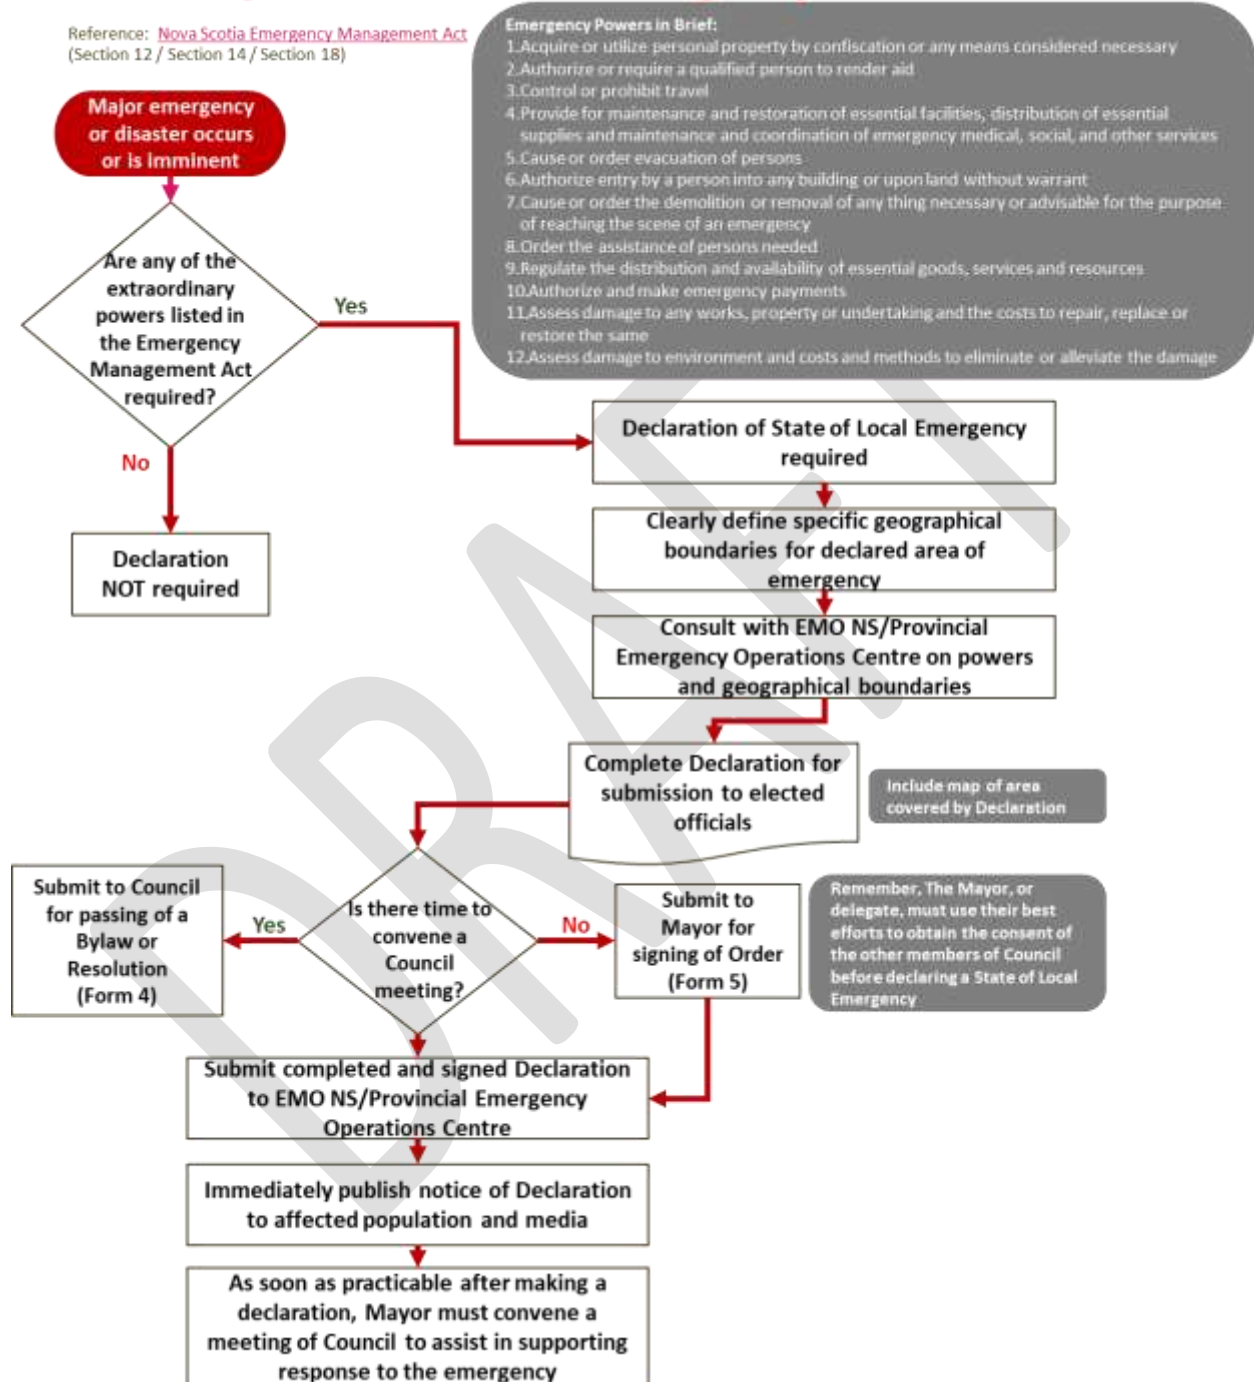 Reference: Nova Scotia Emergency Management Act
(Section 12 / Section 14 / Section 18)
Emergency Powers in Brief:
1.Acquire or utilize personal property by confiscation or any means considered necessary
2.Authorize or require a qualified person to render aid
3.Control or prohibit travel
4.Provide for maintenance and restoration of essential facilities, distribution of essential
supplies and maintenance and coordination of emergency medical, social, and other services
5.Cause or order evacuation of persons
6.Authorize entry by a person into any building or upon land without warrant
7.Cause or order the demolition or removal of any thing necessary or advisable for the purpose
of reaching the scene of an emergency
8.Order the assistance of persons needed
9.Regulate the distribution and availability of essential goods, services and resources
10.Authorize and make emergency payments
11.Assess damage to any works, property or undertaking and the costs to repair, replace or
restore the same
12.Assess damage to environment and costs and methods to eliminate or alleviate the damage
Major emergency
or disaster occurs
or is imminent
Are any of the
extraordinary
powers listed in
the Emergency
Management Act
required?
Yes
No
Declaration
NOT required
Declaration of State of Local Emergency
required
Clearly define specific geographical
boundaries for declared area of
emergency
Consult with EMO NS/Provincial
Emergency Operations Centre on powers
and geographical boundaries
Complete Declaration for
submission to elected
officials
Include map of area
covered by Declaration
Is there time to
convene a
Council
meeting?
Yes
Submit to Council
for passing of a
Bylaw or
Resolution
(Form 4)
No
Submit to
Mayor for
signing of Order
(Form 5)
Remember, The Mayor, or
delegate, must use their best
efforts to obtain the consent of
the other members of Council
before declaring a State of Local
Emergency
Submit completed and signed Declaration
to EMO NS/Provincial Emergency
Operations Centre
Immediately publish notice of Declaration
to affected population and media
As soon as practicable after making a
declaration, Mayor must convene a
meeting of Council to assist in supporting
response to the emergency
DRAFT